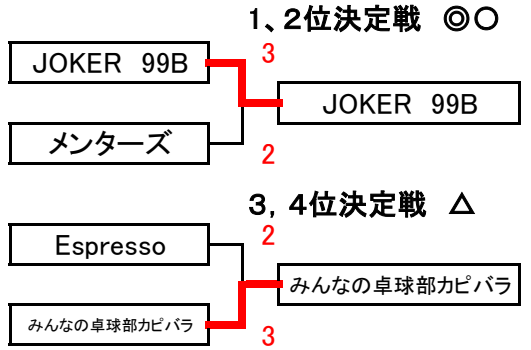 1、2位決定戦　◎○
3
JOKER　99B
JOKER　99B
メンターズ
2
3，4位決定戦　△
2
Espresso
みんなの卓球部カピバラ
みんなの卓球部カピバラ
3